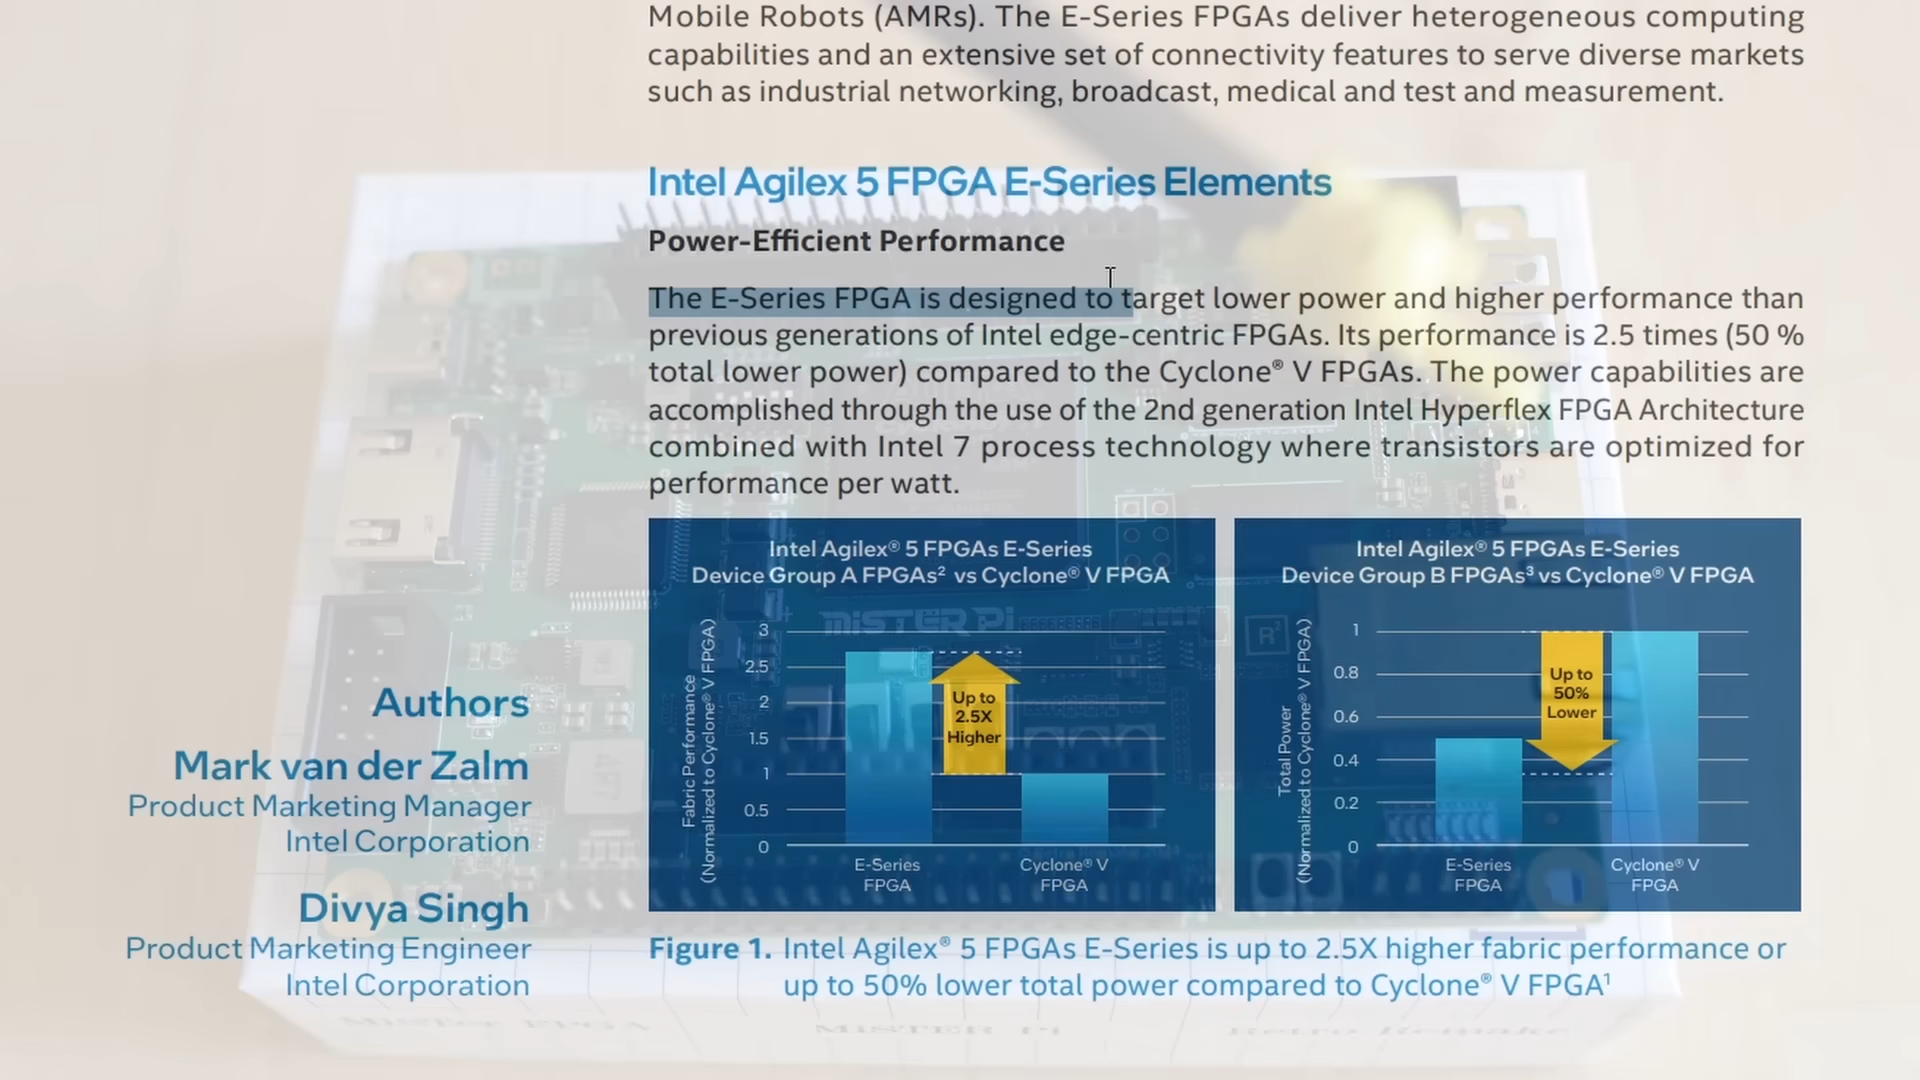 Mobile Robots (AMRs). The E-Series FPGAs deliver heterogeneous computing
capabilities and an extensive set of connectivity features to serve diverse markets
such as industrial networking, broadcast, medical and test and measurement.
Intel Agilex 5 FPGA E-Series Elements
Power-Efficient Performance
The E-Series FPGA is designed to target lower power and higher performance than
previous generations of Intel edge-centric FPGAs. Its performance is 2.5 times (50 %
total lower power) compared to the Cyclone® V FPGAs. The power capabilities are
accomplished through the use of the 2nd generation Intel Hyperflex FPGA Architecture
combined with Intel 7 process technology where transistors are optimized for
performance per watt.
Authors
Mark van der Zalm
Product Marketing Manager
Intel Corporation
Divya Singh
Product Marketing Engineer
Intel Corporation
Intel Agilex® 5 FPGAs E-Series
Device Group A FPGAs² vs Cyclone® V FPGA
Fabric Performance
(Normalized to Cyclone® V FPGA)
3
2.5
2
1.5
1
0.5
0
Up to
2.5X
Higher
E-Series
FPGA
Cyclone® V
FPGA
MiSTER Pi
Intel Agilex® 5 FPGAs E-Series
Device Group B FPGAs³ vs Cyclone® V FPGA
Total Power
(Normalized to Cyclone® V FPGA)
1
0.8
0.6
0.4
0.2
0
Up to
50%
Lower
E-Series
FPGA
Cyclone® V
FPGA
R²
4R7
Figure 1. Intel Agilex® 5 FPGAs E-Series is up to 2.5X higher fabric performance or
up to 50% lower total power compared to Cyclone® V FPGA¹
MiSTer FPGA
MiSTER Pi
Retro Remake